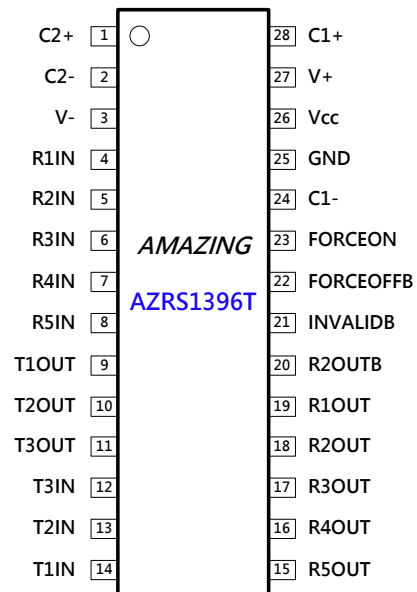 C2+ 1 28 C1+
C2- 2 27 V+
V- 3 26 Vcc
R1IN 4 25 GND
R2IN 5 24 C1-
R3IN 6 AMAZING 23 FORCEON
R4IN 7 22 FORCEOFFB
AZRS1396T
R5IN 8 21 INVALIDB
T1OUT 9 20 R2OUTB
T2OUT 10 19 R1OUT
T3OUT 11 18 R2OUT
T3IN 12 17 R3OUT
T2IN 13 16 R4OUT
T1IN 14 15 R5OUT